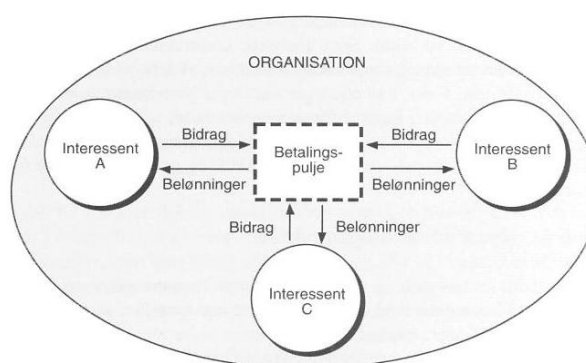 ORGANISATION
Interessent
A
Bidrag
Belønninger
Betalings-
pulje
Bidrag
Belønninger
Interessent
B
Bidrag
Belønninger
Interessent
C